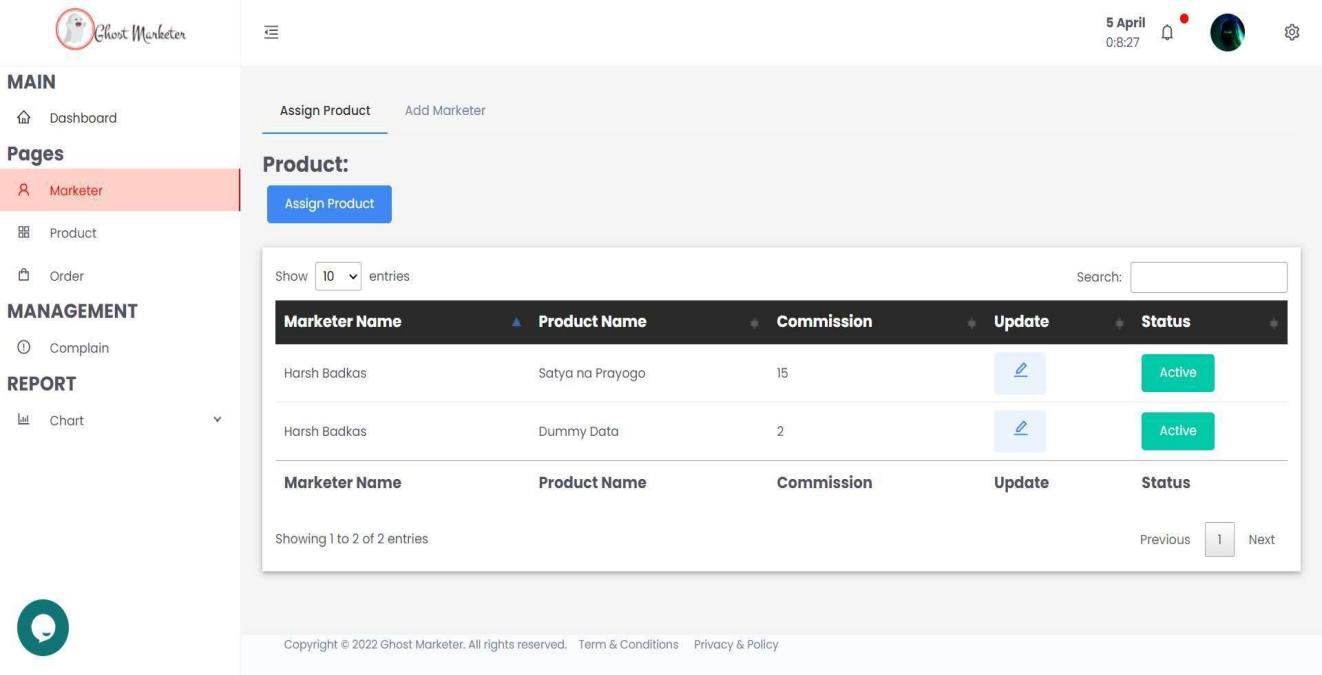 Ghost Marketer
5 April
0:8:27
MAIN
Dashboard
Pages
Marketer
Product
Order
MANAGEMENT
Complain
REPORT
Chart
Assign Product Add Marketer
Product:
Assign Product
Show 10 entries Search:
Marketer Name Product Name Commission Update Status
Harsh Badkas Satya na Prayogo 15 Active
Harsh Badkas Dummy Data 2 Active
Marketer Name Product Name Commission Update Status
Showing 1 to 2 of 2 entries Previous 1 Next
Copyright © 2022 Ghost Marketer. All rights reserved. Term & Conditions Privacy & Policy